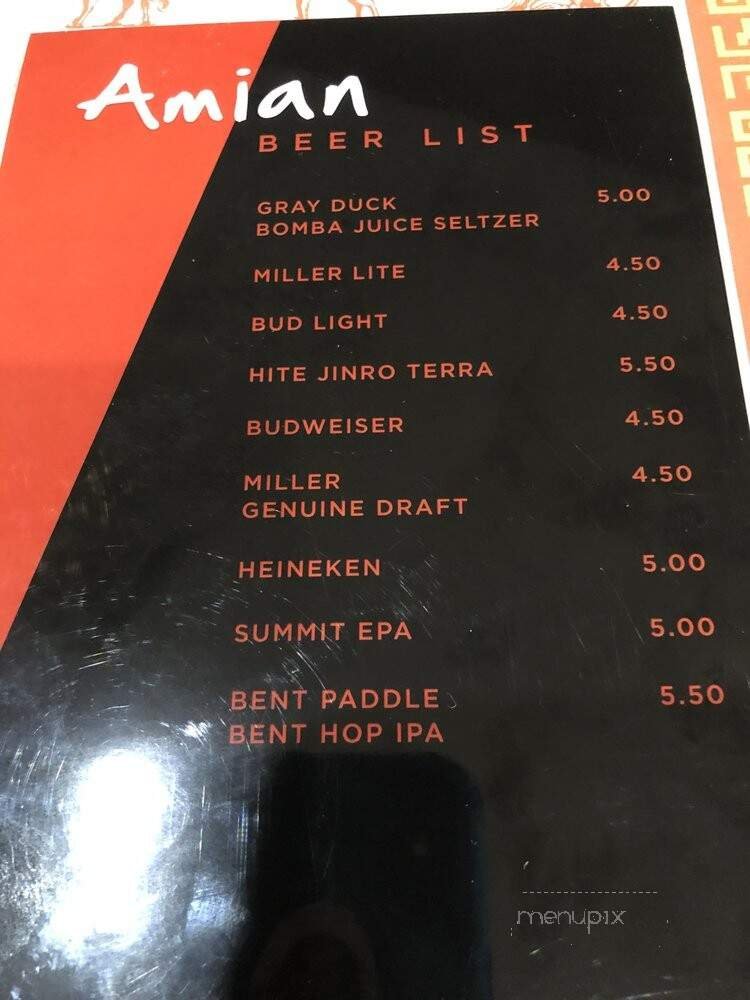 Amian
BEER LIST
GRAY DUCK 5.00
BOMBA JUICE SELTZER
MILLER LITE 4.50
BUD LIGHT 4.50
HITE JINRO TERRA 5.50
BUDWEISER 4.50
MILLER 4.50
GENUINE DRAFT
HEINEKEN 5.00
SUMMIT EPA 5.00
BENT PADDLE 5.50
BENT HOP IPA
menupix